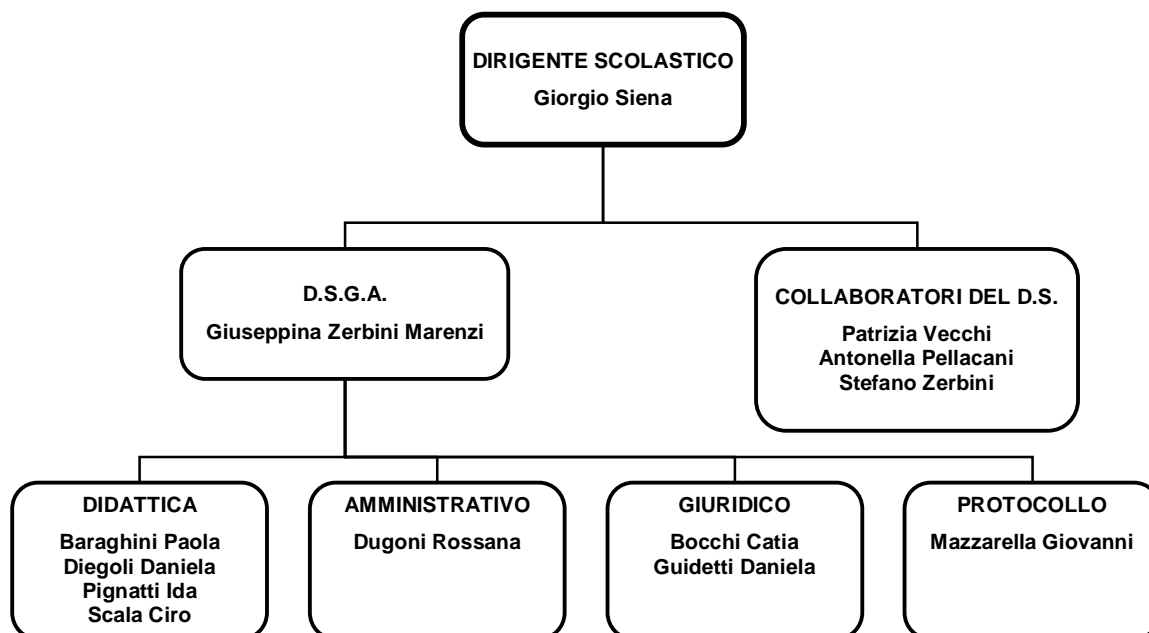 DIRIGENTE SCOLASTICO
Giorgio Siena
D.S.G.A.
Giuseppina Zerbini Marenzi
COLLABORATORI DEL D.S.
Patrizia Vecchi
Antonella Pellacani
Stefano Zerbini
DIDATTICA
Baraghini Paola
Diegoli Daniela
Pignatti Ida
Scala Ciro
AMMINISTRATIVO
Dugoni Rossana
GIURIDICO
Bocchi Catia
Guidetti Daniela
PROTOCOLLO
Mazzarella Giovanni